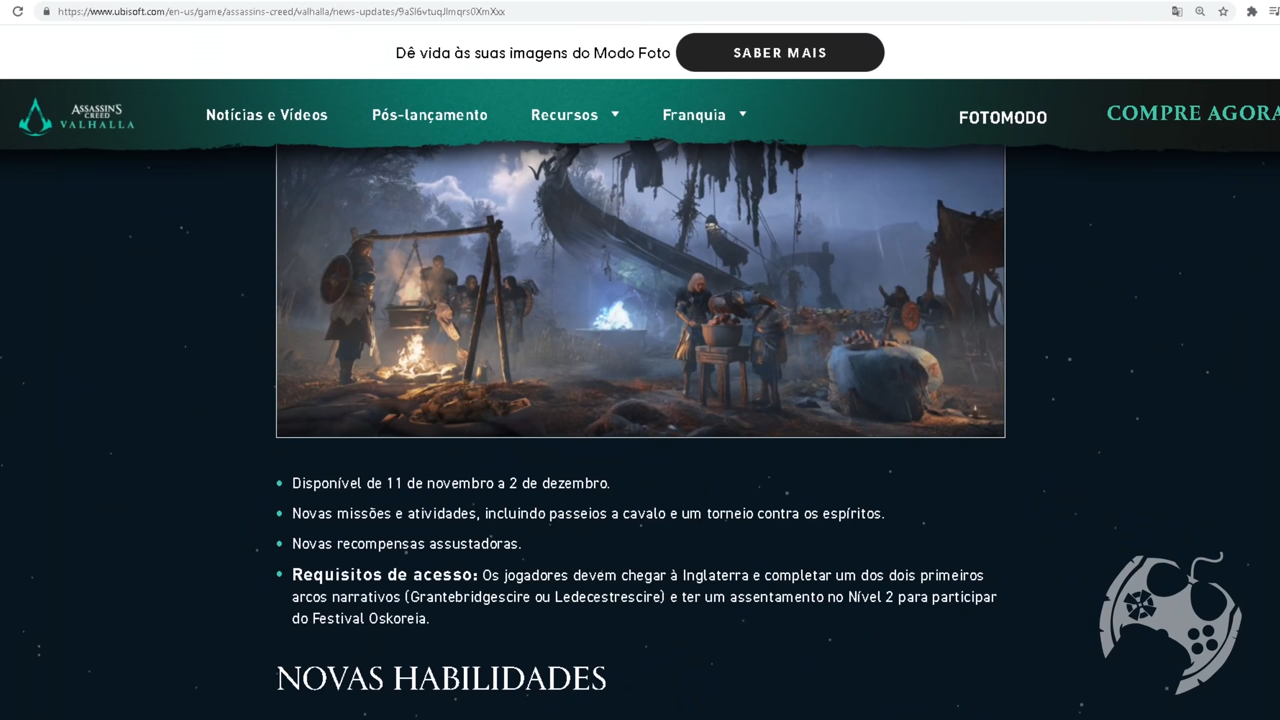 https://www.ubisoft.com/en-us/game/assassins-creed/valhalla/news-updates/9aSl6vtuqJlmqrs0XmXxx
Dê vida às suas imagens do Modo Foto SABER MAIS
ASSASSIN'S
CREED
VALHALLA
Notícias e Vídeos Pós-lançamento Recursos Franquia FOTOMODO COMPRE AGORA
Disponível de 11 de novembro a 2 de dezembro.
Novas missões e atividades, incluindo passeios a cavalo e um torneio contra os espíritos.
Novas recompensas assustadoras.
Requisitos de acesso: Os jogadores devem chegar à Inglaterra e completar um dos dois primeiros
arcos narrativos (Grantebridgescire ou Ledecestrescire) e ter um assentamento no Nível 2 para participar
do Festival Oskoreia.
NOVAS HABILIDADES